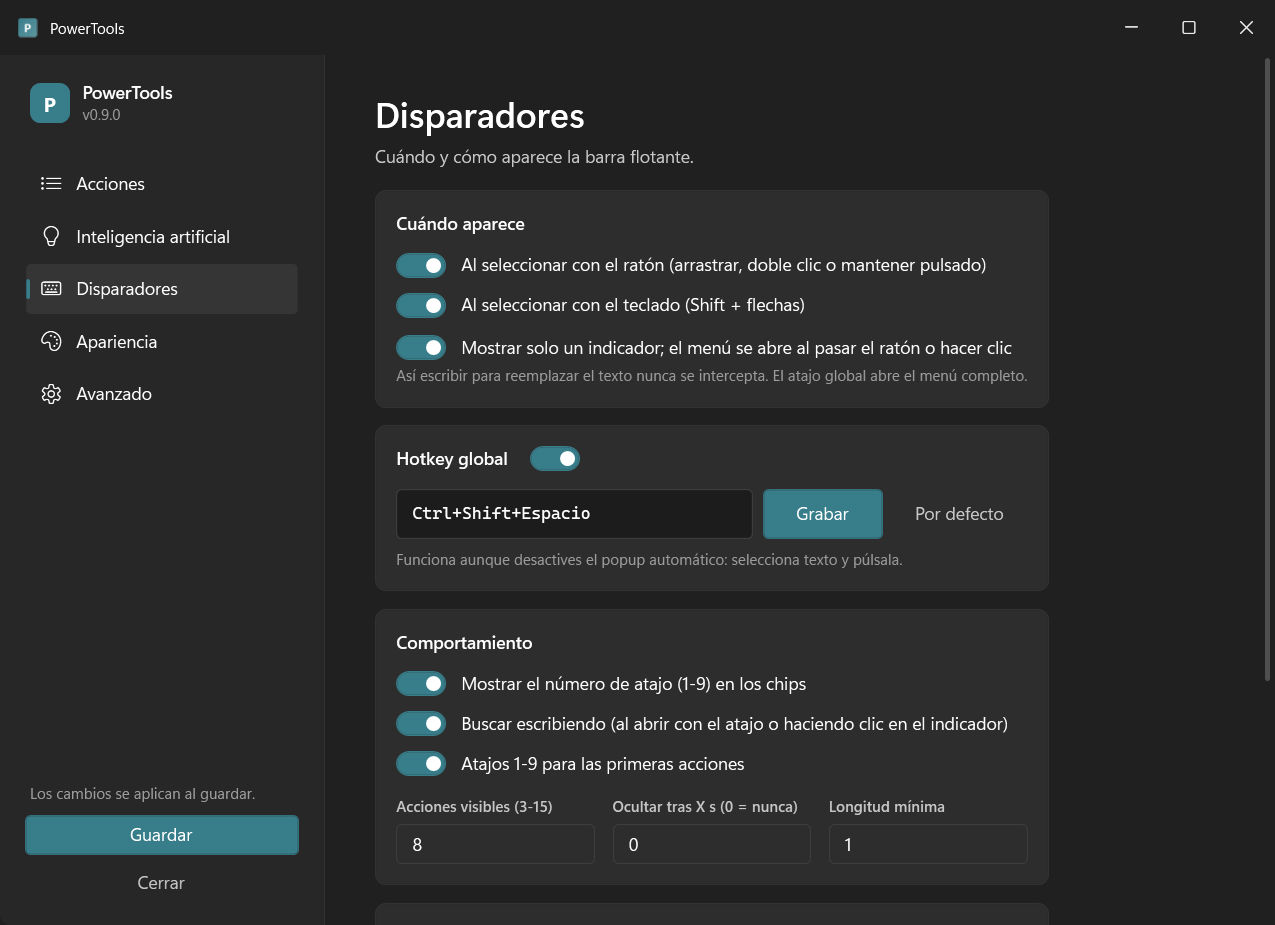 P PowerTools
P PowerTools
v0.9.0
Acciones
Inteligencia artificial
Disparadores
Apariencia
Avanzado
Los cambios se aplican al guardar.
Guardar
Cerrar
Disparadores
Cuándo y cómo aparece la barra flotante.
Cuándo aparece
Al seleccionar con el ratón (arrastrar, doble clic o mantener pulsado)
Al seleccionar con el teclado (Shift + flechas)
Mostrar solo un indicador; el menú se abre al pasar el ratón o hacer clic
Así escribir para reemplazar el texto nunca se intercepta. El atajo global abre el menú completo.
Hotkey global
Ctrl+Shift+Espacio Grabar Por defecto
Funciona aunque desactives el popup automático: selecciona texto y púlsala.
Comportamiento
Mostrar el número de atajo (1-9) en los chips
Buscar escribiendo (al abrir con el atajo o haciendo clic en el indicador)
Atajos 1-9 para las primeras acciones
Acciones visibles (3-15) Ocultar tras X s (0 = nunca) Longitud mínima
8 0 1